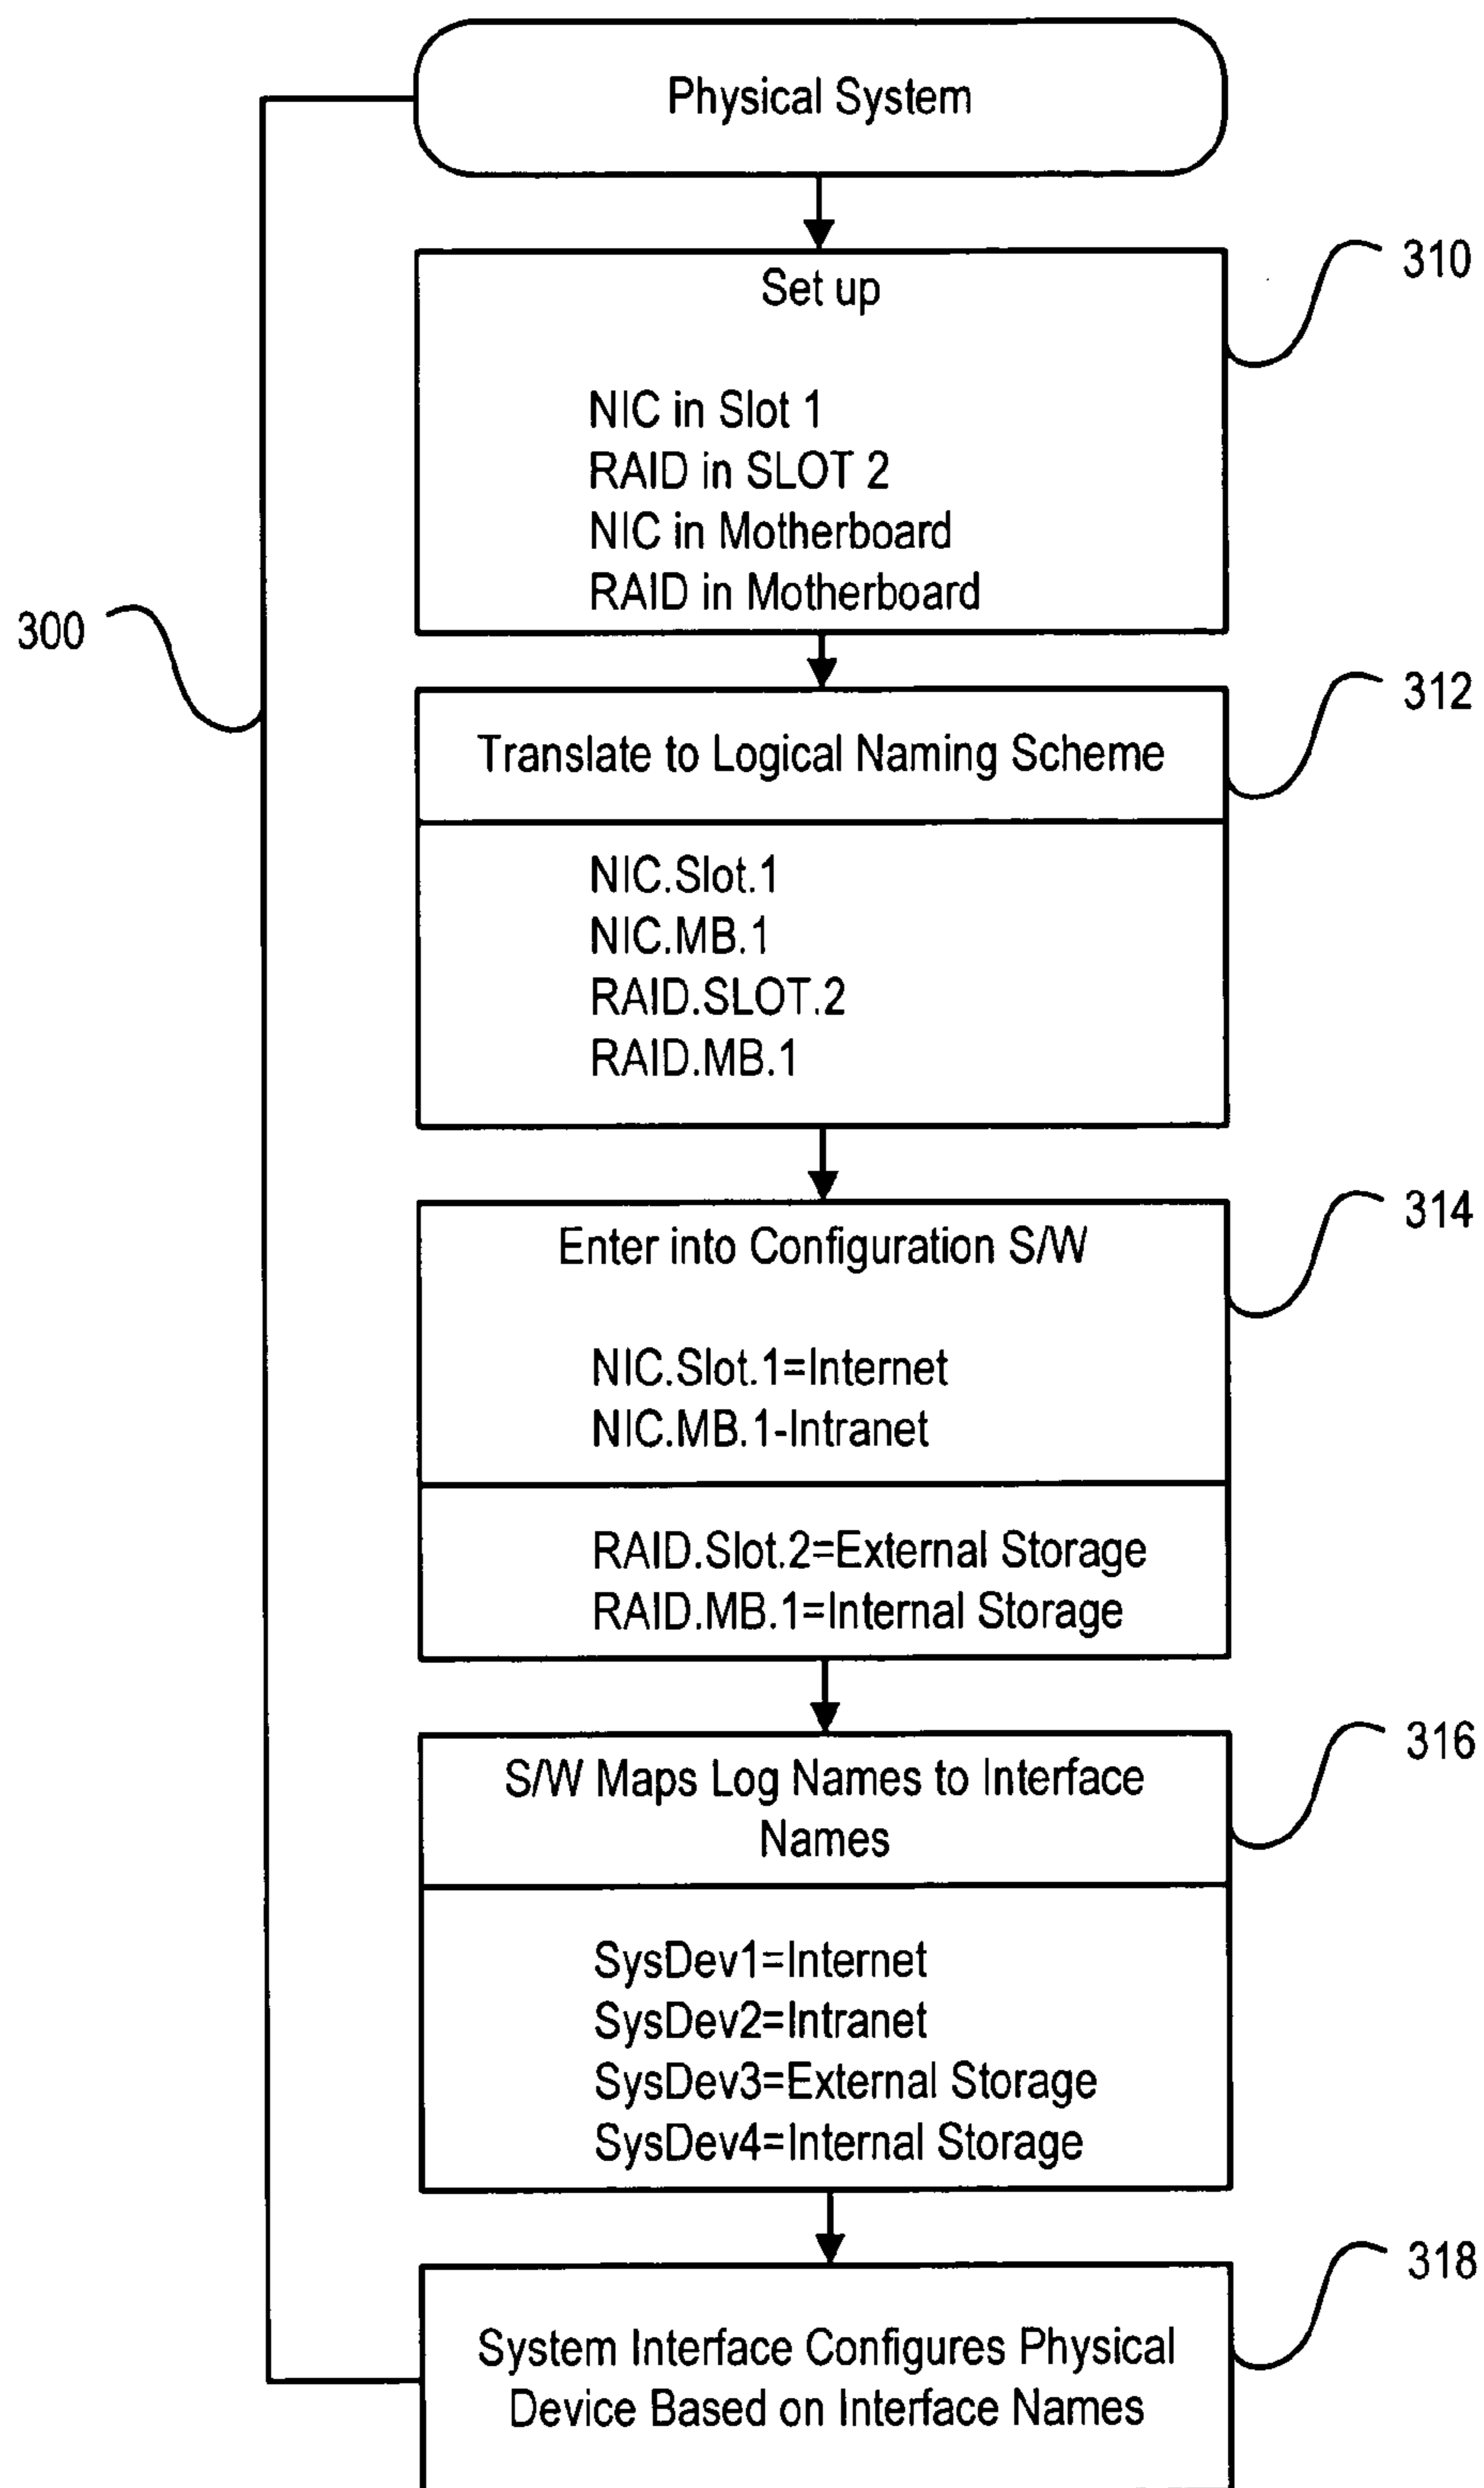 Physical System
310
Set up
NIC in Slot 1
RAID in SLOT 2
NIC in Motherboard
RAID in Motherboard
300
312
Translate to Logical Naming Scheme
NIC.Slot.1
NIC.MB.1
RAID.SLOT.2
RAID.MB.1
314
Enter into Configuration S/W
NIC.Slot.1=Internet
NIC.MB.1-Intranet
RAID.Slot.2=External Storage
RAID.MB.1=Internal Storage
316
S/W Maps Log Names to Interface
Names
SysDev1=Internet
SysDev2=Intranet
SysDev3=External Storage
SysDev4=Internal Storage
318
System Interface Configures Physical
Device Based on Interface Names